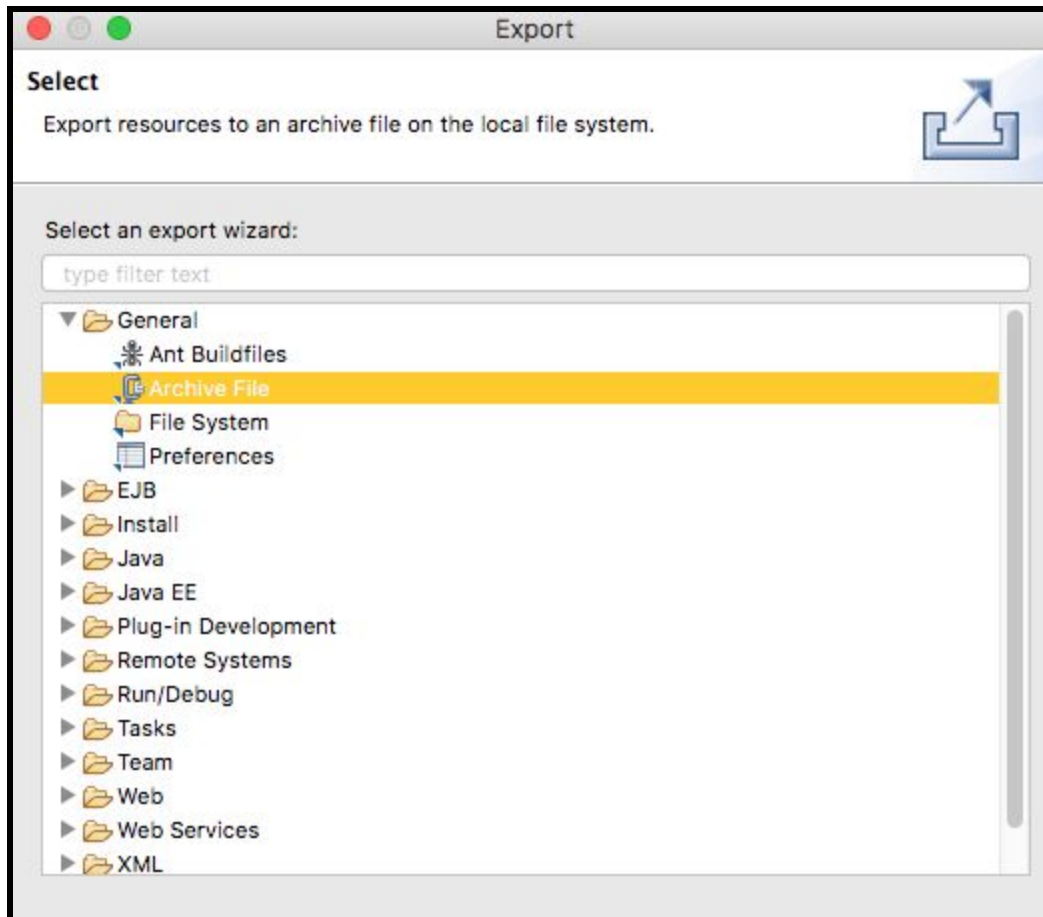 Export
Select
Export resources to an archive file on the local file system.
Select an export wizard:
type filter text
General
Ant Buildfiles
Archive File
File System
Preferences
EJB
Install
Java
Java EE
Plug-in Development
Remote Systems
Run/Debug
Tasks
Team
Web
Web Services
XML